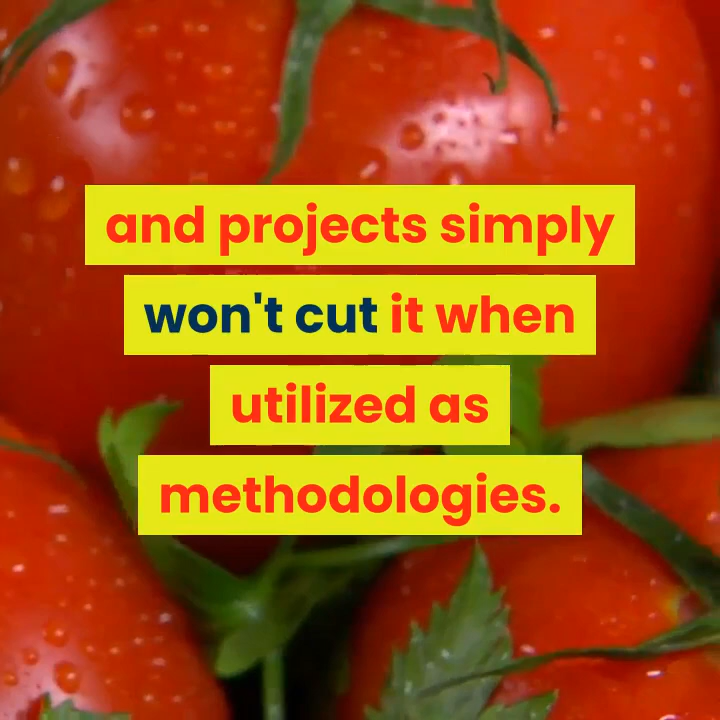 and projects simply
won't cut it when
utilized as
methodologies.